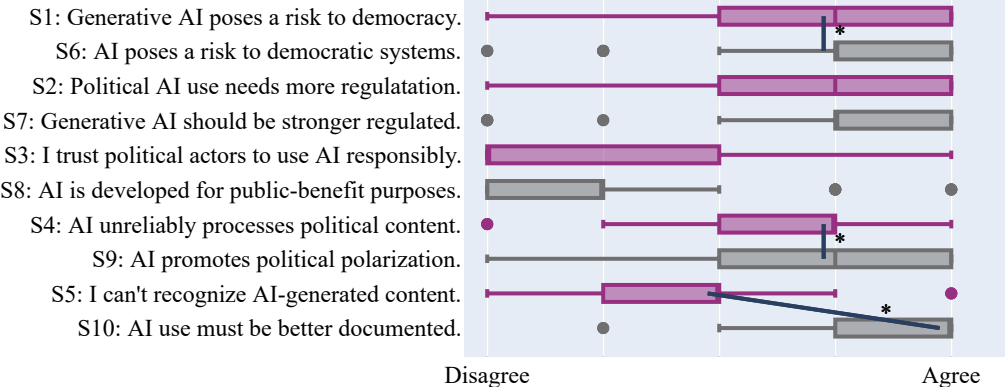 S1: Generative AI poses a risk to democracy.
*
S6: AI poses a risk to democratic systems.
S2: Political AI use needs more regulatation.
S7: Generative AI should be stronger regulated.
S3: I trust political actors to use AI responsibly.
S8: AI is developed for public-benefit purposes.
S4: AI unreliably processes political content.
*
S9: AI promotes political polarization.
S5: I can't recognize AI-generated content.
*
S10: AI use must be better documented.
Disagree Agree